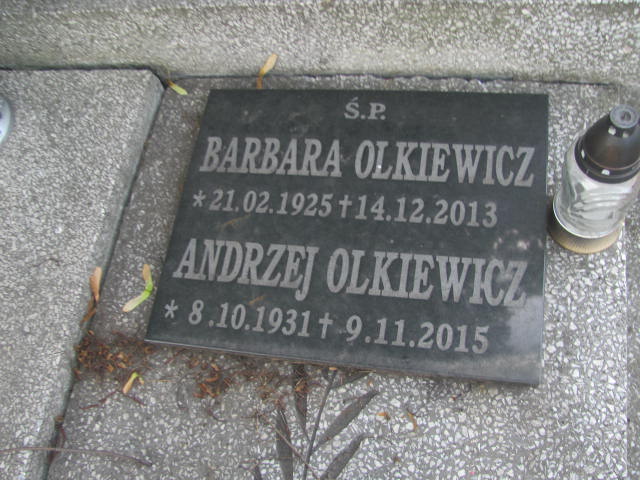 Ś.P.
BARBARA OLKIEWICZ
*21.02.1925 † 14.12.2013
ANDRZEJ OLKIEWICZ
* 8.10.1931 † 9.11.2015